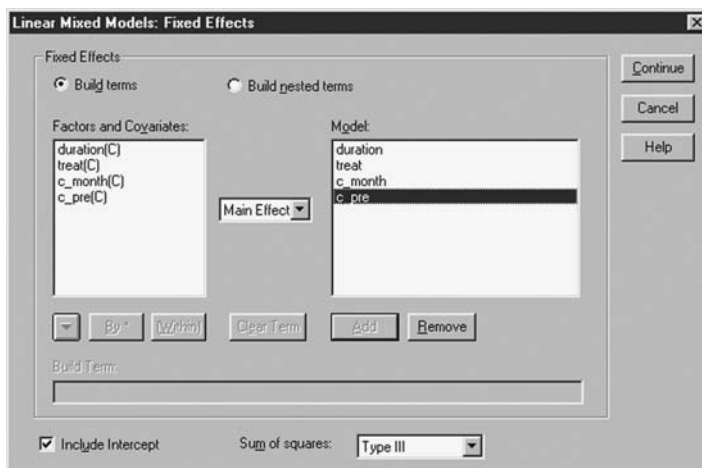 Linear Mixed Models: Fixed Effects
Fixed Effects
Build terms
Build nested terms
Continue
Cancel
Help
Factors and Covariates:
duration(C)
treat(C)
c_month(C)
c_pre(C)
Main Effect
Model:
duration
treat
c_month
c_pre
By *
(Within)
Clear Term
Add
Remove
Build Term:
Include Intercept
Sum of squares:
Type III